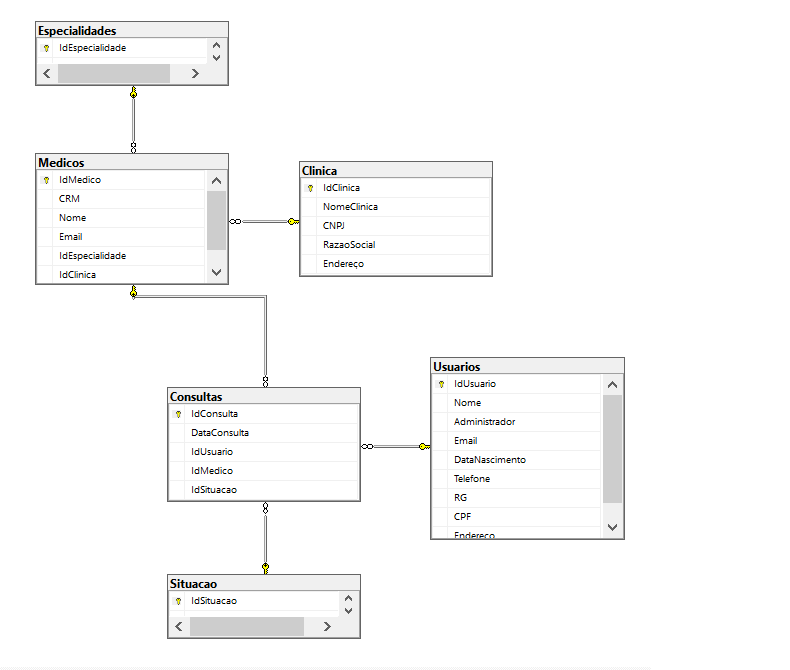 Especialidades
IdEspecialidade
Medicos
IdMedico
CRM
Nome
Email
IdEspecialidade
IdClinica
Clinica
IdClinica
NomeClinica
CNPJ
RazaoSocial
Endereço
Consultas
IdConsulta
DataConsulta
IdUsuario
IdMedico
IdSituacao
Usuarios
IdUsuario
Nome
Administrador
Email
DataNascimento
Telefone
RG
CPF
Endereco
Situacao
IdSituacao